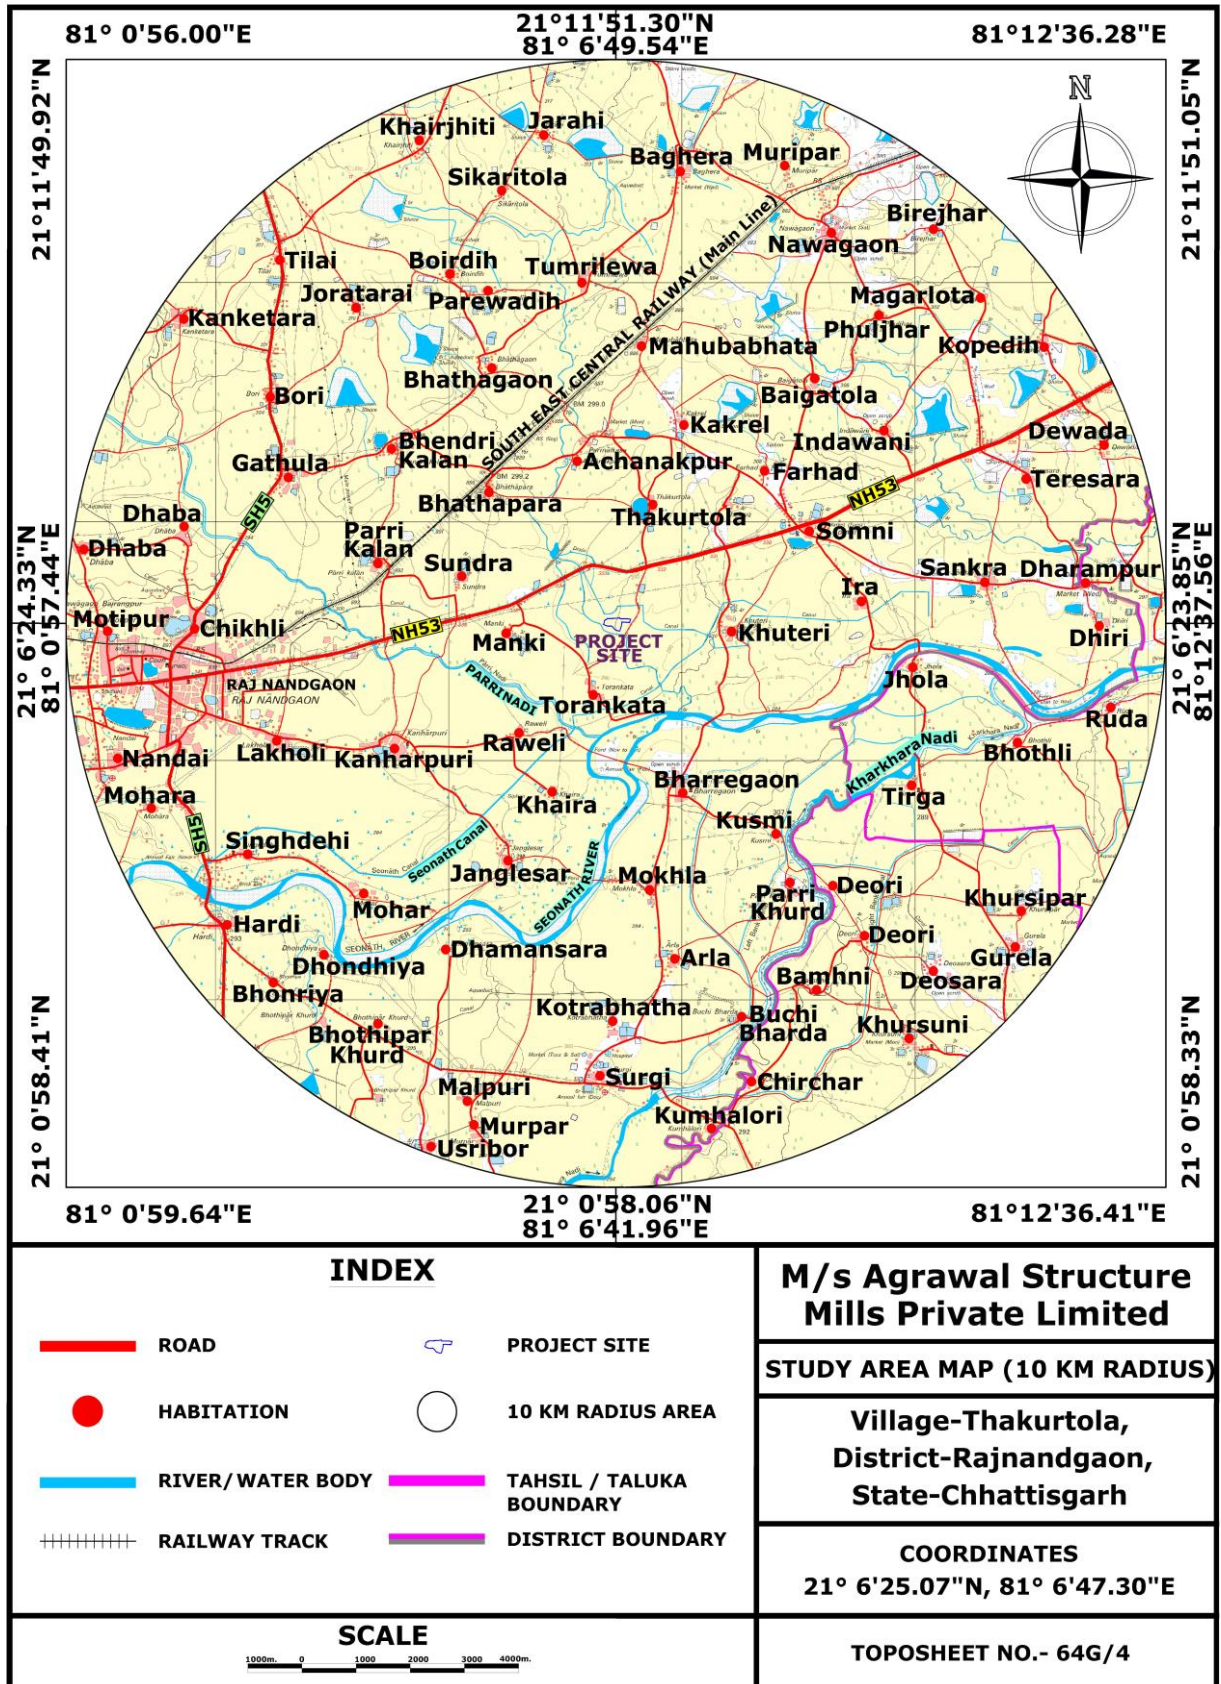 81° 0'56.00"E
21°11'51.30"N
81° 6'49.54"E
81°12'36.28"E
21°11'49.92"N
21°11'51.05"N
N
Khairjhiti
Jarahi
Baghera
Muripar
Sikaritola
Birejhar
Nawagaon
Tilai
Boirdih
Tumrilewa
Joratarai
Parewadih
Magarlota
Kanketara
Phuljhar
SOUTH EAST CENTRAL RAILWAY (Main Line)
Mahubabhata
Kopedih
Bhathagaon
Bori
Baigatola
Kakrel
Dewada
Bhendri
Kalan
Indawani
Gathula
Achanakpur
Farhad
Teresara
Bhathapara
NH53
Dhaba
SH5
Thakurtola
Somni
Parri
Kalan
Dhaba
Sundra
Sankra
Dharampur
Ira
21° 6'24.33"N
81° 0'57.44"E
21° 6'23.85"N
81°12'37.56"E
Motipur
Chikhli
NH53
Manki
PROJECT
SITE
Khuteri
Dhiri
RAJ NANDGAON
RAJ NANDGAON
PARRINADI
Jhola
Torankata
Ruda
Nandai
Lakholi
Kanharpuri
Raweli
Bhothli
Kharkhara Nadi
Mohara
Khaira
Bharregaon
Tirga
SH5
Singhdehi
Kusmi
Seonath Canal
Janglesar
SEONATH RIVER
Mokhla
Parri
Khurd
Deori
Mohar
Khursipar
Hardi
Dhamansara
Deori
Dhondhiya
Arla
Gurela
Bhonriya
Bamhni
Deosara
Kotrabhatha
Buchi
Bharda
Bhothipar
Khurd
Khursuni
Malpuri
Surgi
Chirchar
Murpar
Kumhalori
Usribor
21° 0'58.41"N
21° 0'58.33"N
81° 0'59.64"E
21° 0'58.06"N
81° 6'41.96"E
81°12'36.41"E
INDEX
ROAD
PROJECT SITE
HABITATION
10 KM RADIUS AREA
RIVER/WATER BODY
TAHSIL / TALUKA
BOUNDARY
RAILWAY TRACK
DISTRICT BOUNDARY
SCALE
1000m. 0 1000 2000 3000 4000m.
M/s Agrawal Structure
Mills Private Limited
STUDY AREA MAP (10 KM RADIUS)
Village-Thakurtola,
District-Rajnandgaon,
State-Chhattisgarh
COORDINATES
21° 6'25.07"N, 81° 6'47.30"E
TOPOSHEET NO.- 64G/4